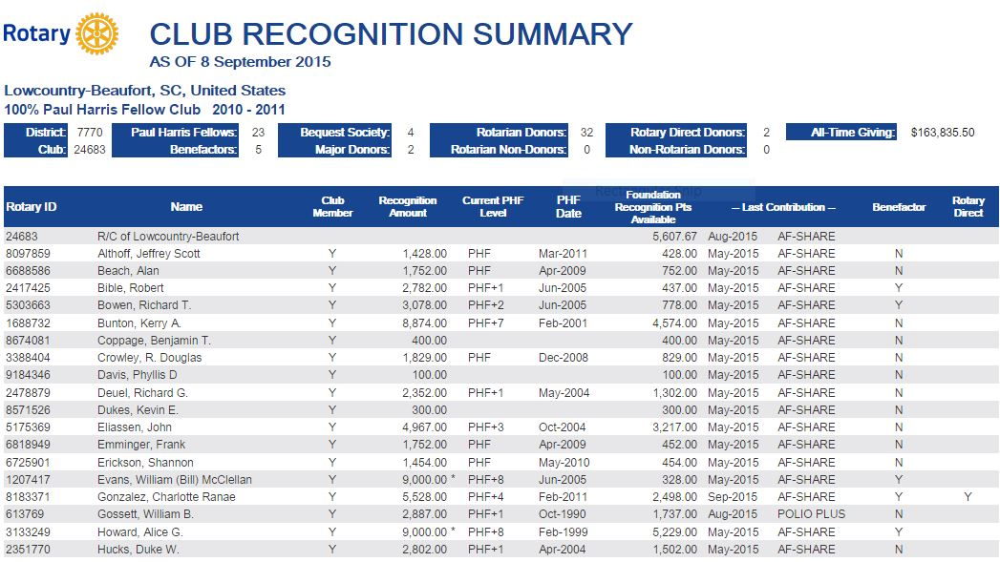 Rotary
CLUB RECOGNITION SUMMARY
AS OF 8 September 2015
Lowcountry-Beaufort, SC, United States
100% Paul Harris Fellow Club 2010 - 2011
District: 7770 Paul Harris Fellows: 23 Bequest Society: 4 Rotarian Donors: 32 Rotary Direct Donors: 2 All-Time Giving: $163,835.50
Club: 24683 Benefactors: 5 Major Donors: 2 Rotarian Non-Donors: 0 Non-Rotarian Donors: 0
Rotary ID Name Club Member Recognition Amount Current PHF Level PHF Date Foundation Recognition Pts Available -- Last Contribution -- Benefactor Rotary Direct
24683 R/C of Lowcountry-Beaufort 5,607.67 Aug-2015 AF-SHARE
8097859 Althoff, Jeffrey Scott Y 1,428.00 PHF Mar-2011 428.00 May-2015 AF-SHARE N
6688586 Beach, Alan Y 1,752.00 PHF Apr-2009 752.00 May-2015 AF-SHARE N
2417425 Bible, Robert Y 2,782.00 PHF+1 Jun-2005 437.00 May-2015 AF-SHARE Y
5303663 Bowen, Richard T. Y 3,078.00 PHF+2 Jun-2005 778.00 May-2015 AF-SHARE Y
1688732 Bunton, Kerry A. Y 8,874.00 PHF+7 Feb-2001 4,574.00 May-2015 AF-SHARE N
8674081 Coppage, Benjamin T. Y 400.00 400.00 May-2015 AF-SHARE N
3388404 Crowley, R. Douglas Y 1,829.00 PHF Dec-2008 829.00 May-2015 AF-SHARE N
9184346 Davis, Phyllis D Y 100.00 100.00 May-2015 AF-SHARE N
2478879 Deuel, Richard G. Y 2,352.00 PHF+1 May-2004 1,302.00 May-2015 AF-SHARE N
8571526 Dukes, Kevin E. Y 300.00 300.00 May-2015 AF-SHARE N
5175369 Eliassen, John Y 4,967.00 PHF+3 Oct-2004 3,217.00 May-2015 AF-SHARE N
6818949 Emminger, Frank Y 1,752.00 PHF Apr-2009 452.00 May-2015 AF-SHARE N
6725901 Erickson, Shannon Y 1,454.00 PHF May-2010 454.00 May-2015 AF-SHARE N
1207417 Evans, William (Bill) McClellan Y 9,000.00 * PHF+8 Jun-2005 328.00 May-2015 AF-SHARE Y
8183371 Gonzalez, Charlotte Ranae Y 5,528.00 PHF+4 Feb-2011 2,498.00 Sep-2015 AF-SHARE Y Y
613769 Gossett, William B. Y 2,887.00 PHF+1 Oct-1990 1,737.00 Aug-2015 POLIO PLUS N
3133249 Howard, Alice G. Y 9,000.00 * PHF+8 Feb-1999 5,229.00 May-2015 AF-SHARE Y
2351770 Hucks, Duke W. Y 2,802.00 PHF+1 Apr-2004 1,502.00 May-2015 AF-SHARE N